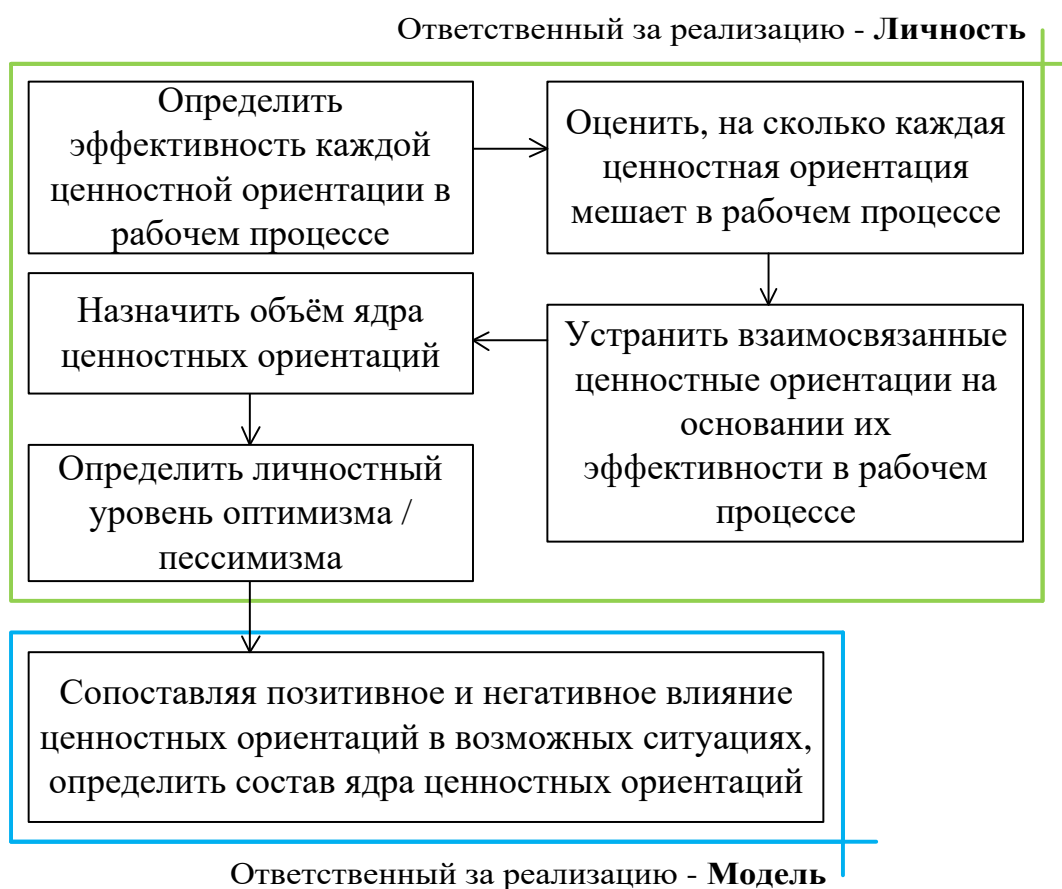 Ответственный за реализацию - Личность
Определить
эффективность каждой
ценностной ориентации в
рабочем процессе
Оценить, на сколько каждая
ценностная ориентация
мешает в рабочем процессе
Устранить взаимосвязанные
ценностные ориентации на
основании их
эффективности в рабочем
процессе
Назначить объём ядра
ценностных ориентаций
Определить личностный
уровень оптимизма /
пессимизма
Сопоставляя позитивное и негативное влияние
ценностных ориентаций в возможных ситуациях,
определить состав ядра ценностных ориентаций
Ответственный за реализацию - Модель